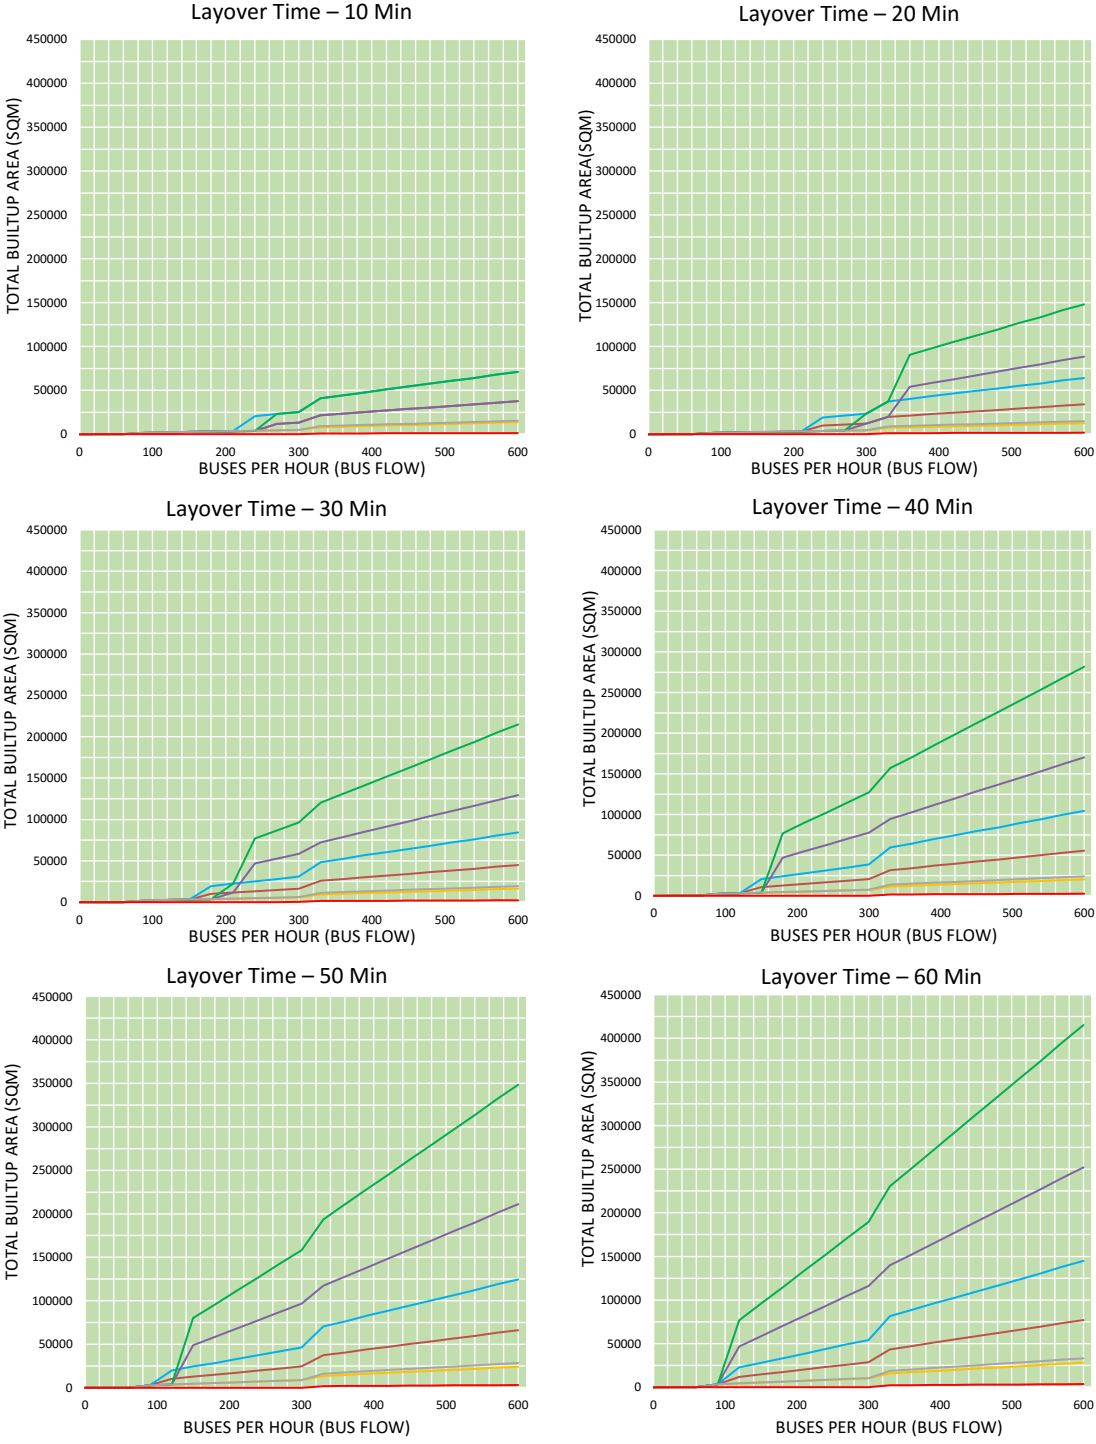 Layover Time – 10 Min
TOTAL BUILTUP AREA (SQM)
450000
400000
350000
300000
250000
200000
150000
100000
50000
0
0 100 200 300 400 500 600
BUSES PER HOUR (BUS FLOW)
Layover Time – 20 Min
TOTAL BUILTUP AREA(SQM)
450000
400000
350000
300000
250000
200000
150000
100000
50000
0
0 100 200 300 400 500 600
BUSES PER HOUR (BUS FLOW)
Layover Time – 30 Min
TOTAL BUILTUP AREA (SQM)
450000
400000
350000
300000
250000
200000
150000
100000
50000
0
0 100 200 300 400 500 600
BUSES PER HOUR (BUS FLOW)
Layover Time – 40 Min
TOTAL BUILTUP AREA (SQM)
450000
400000
350000
300000
250000
200000
150000
100000
50000
0
0 100 200 300 400 500 600
BUSES PER HOUR (BUS FLOW)
Layover Time – 50 Min
TOTAL BUILTUP AREA (SQM)
450000
400000
350000
300000
250000
200000
150000
100000
50000
0
0 100 200 300 400 500 600
BUSES PER HOUR (BUS FLOW)
Layover Time – 60 Min
TOTAL BUILTUP AREA (SQM)
450000
400000
350000
300000
250000
200000
150000
100000
50000
0
0 100 200 300 400 500 600
BUSES PER HOUR (BUS FLOW)